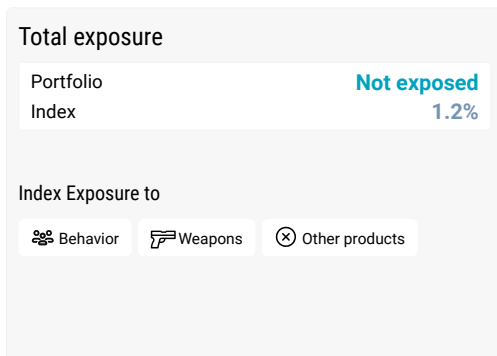 Total exposure
Portfolio Not exposed
Index 1.2%
Index Exposure to
Behavior Weapons Other products